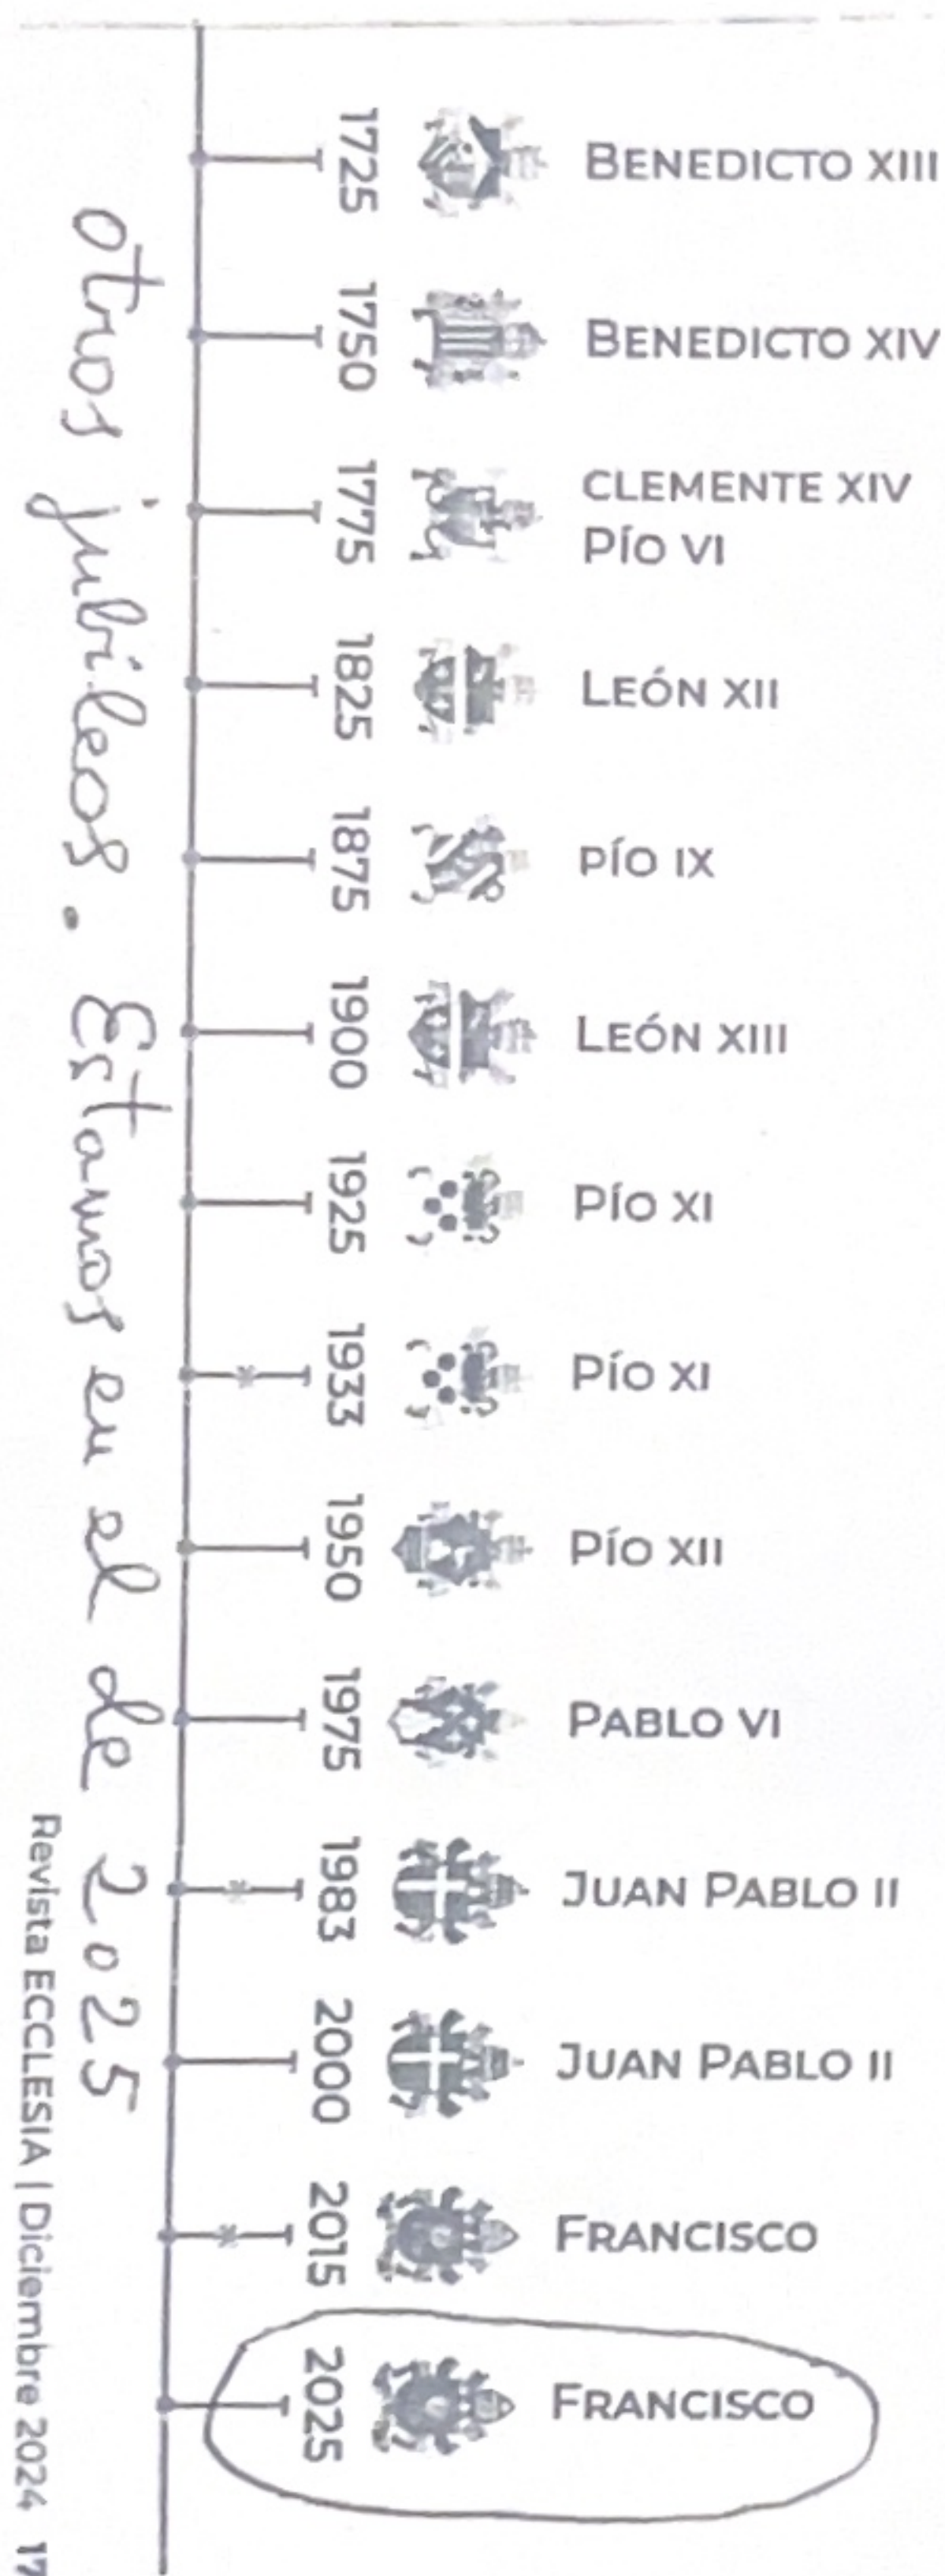 1725
BENEDICTO XIII
1750
BENEDICTO XIV
1775
CLEMENTE XIV
PÍO VI
1825
LEÓN XII
1875
PÍO IX
1900
LEÓN XIII
1925
PÍO XI
1933
PÍO XI
1950
PÍO XII
1975
PABLO VI
1983
JUAN PABLO II
2000
JUAN PABLO II
2015
FRANCISCO
2025
FRANCISCO
otros jubileos. Estamos en el de 2025
Revista ECCLESIA | Diciembre 2024 17